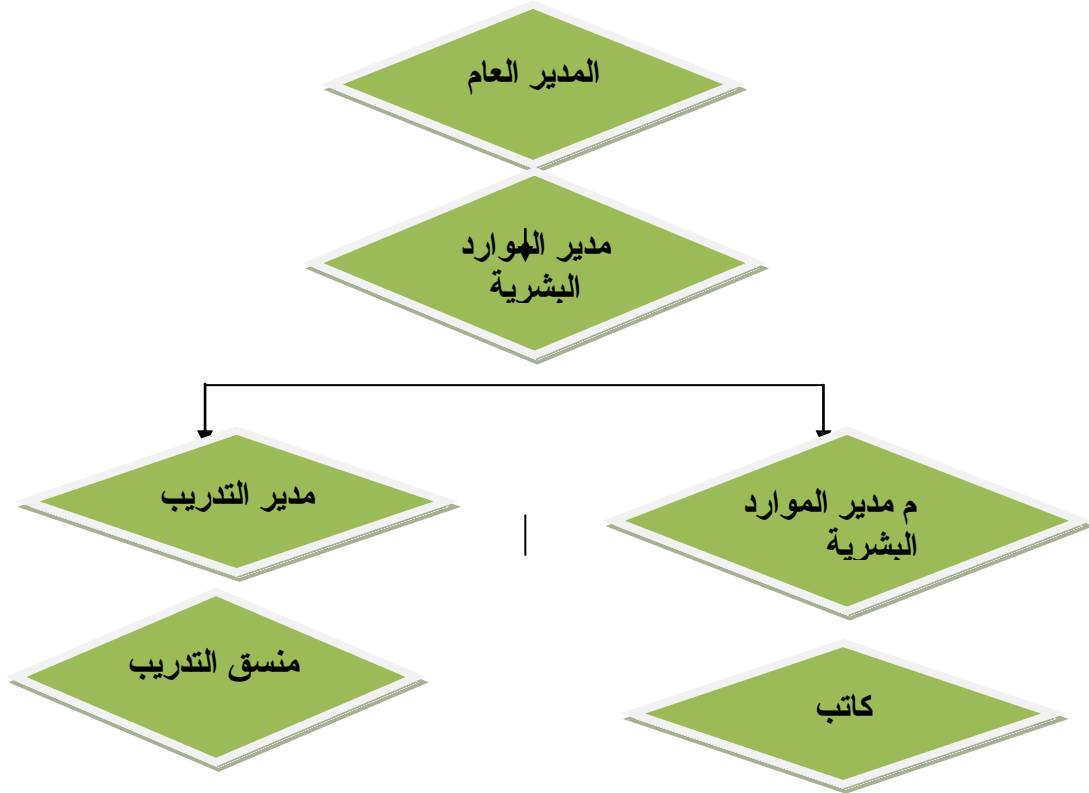 المدير العام
مدير الموارد
البشرية
م مدير الموارد
البشرية
مدير التدريب
منسق التدريب
كاتب